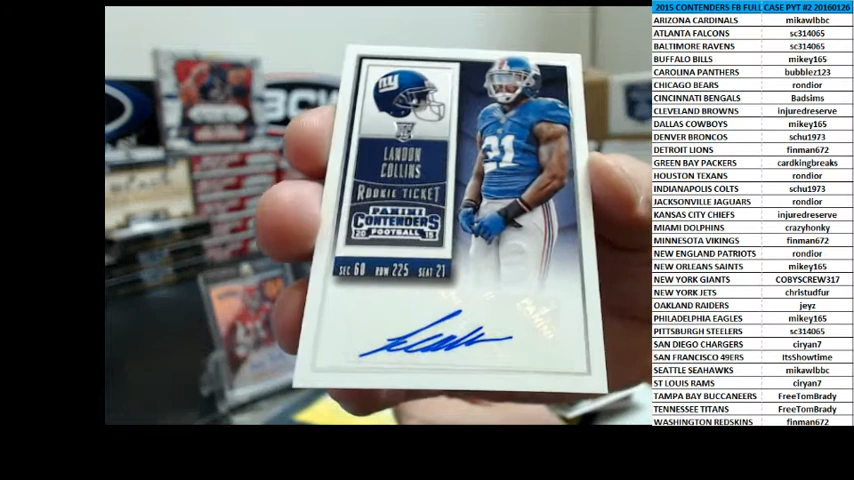 ny
RC
LANDON
COLLINS
ROOKIE TICKET
PANINI
CONTENDERS
FOOTBALL
2015
SEC 60 ROW 225 SEAT 21
21
PANINI
2015 CONTENDERS FB FULL CASE PYT #2 20160126
ARIZONA CARDINALS mikawlbbc
ATLANTA FALCONS sc314065
BALTIMORE RAVENS sc314065
BUFFALO BILLS mikey165
CAROLINA PANTHERS bubblez123
CHICAGO BEARS rondior
CINCINNATI BENGALS Badsims
CLEVELAND BROWNS injuredreserve
DALLAS COWBOYS mikey165
DENVER BRONCOS schu1973
DETROIT LIONS finman672
GREEN BAY PACKERS cardkingbreaks
HOUSTON TEXANS rondior
INDIANAPOLIS COLTS schu1973
JACKSONVILLE JAGUARS rondior
KANSAS CITY CHIEFS injuredreserve
MIAMI DOLPHINS crazyhonky
MINNESOTA VIKINGS finman672
NEW ENGLAND PATRIOTS rondior
NEW ORLEANS SAINTS mikey165
NEW YORK GIANTS COBYSCREW317
NEW YORK JETS christudfur
OAKLAND RAIDERS jeyz
PHILADELPHIA EAGLES mikey165
PITTSBURGH STEELERS sc314065
SAN DIEGO CHARGERS ciryan7
SAN FRANCISCO 49ERS ItsShowtime
SEATTLE SEAHAWKS mikawlbbc
ST LOUIS RAMS ciryan7
TAMPA BAY BUCCANEERS FreeTomBrady
TENNESSEE TITANS FreeTomBrady
WASHINGTON REDSKINS finman672